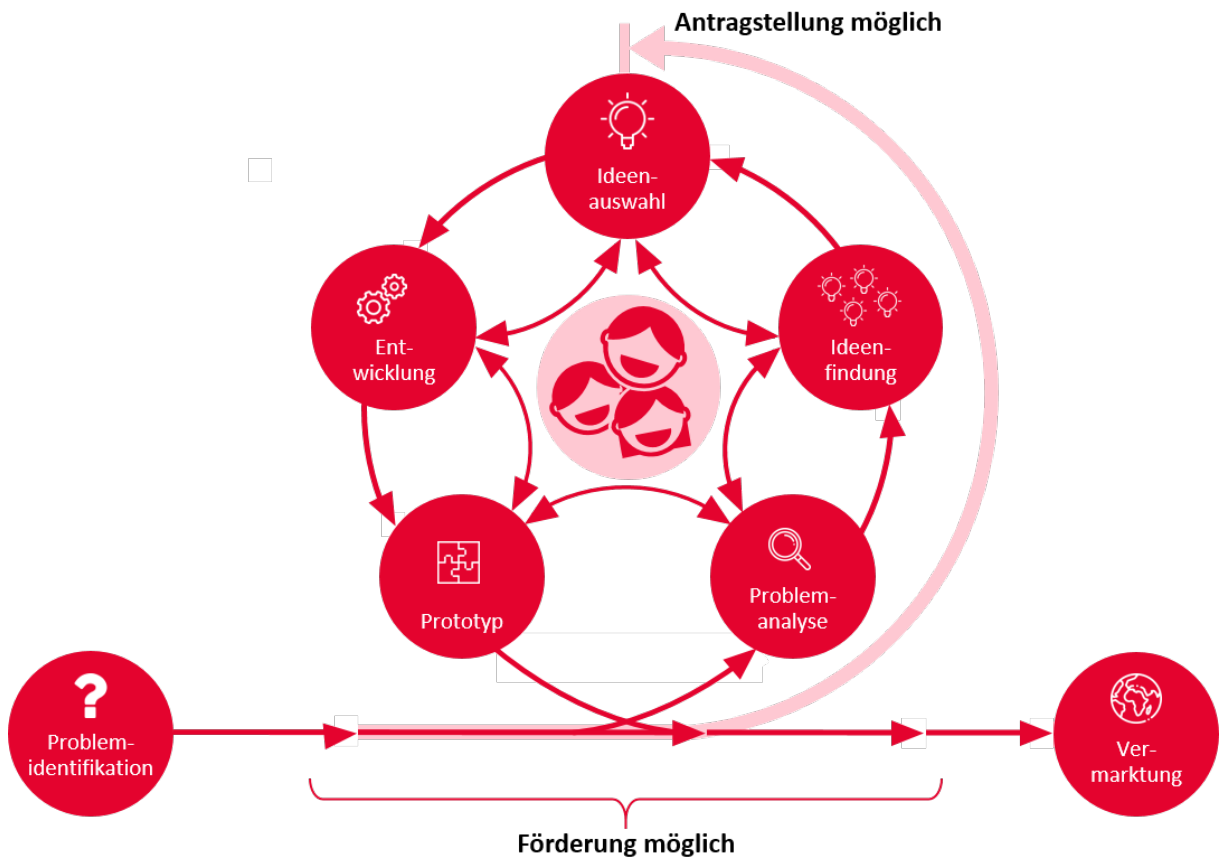 Antragstellung möglich
Ideen-
auswahl
Ent-
wicklung
Ideen-
findung
Prototyp
Problem-
analyse
?
Problem-
identifikation
Ver-
marktung
Förderung möglich